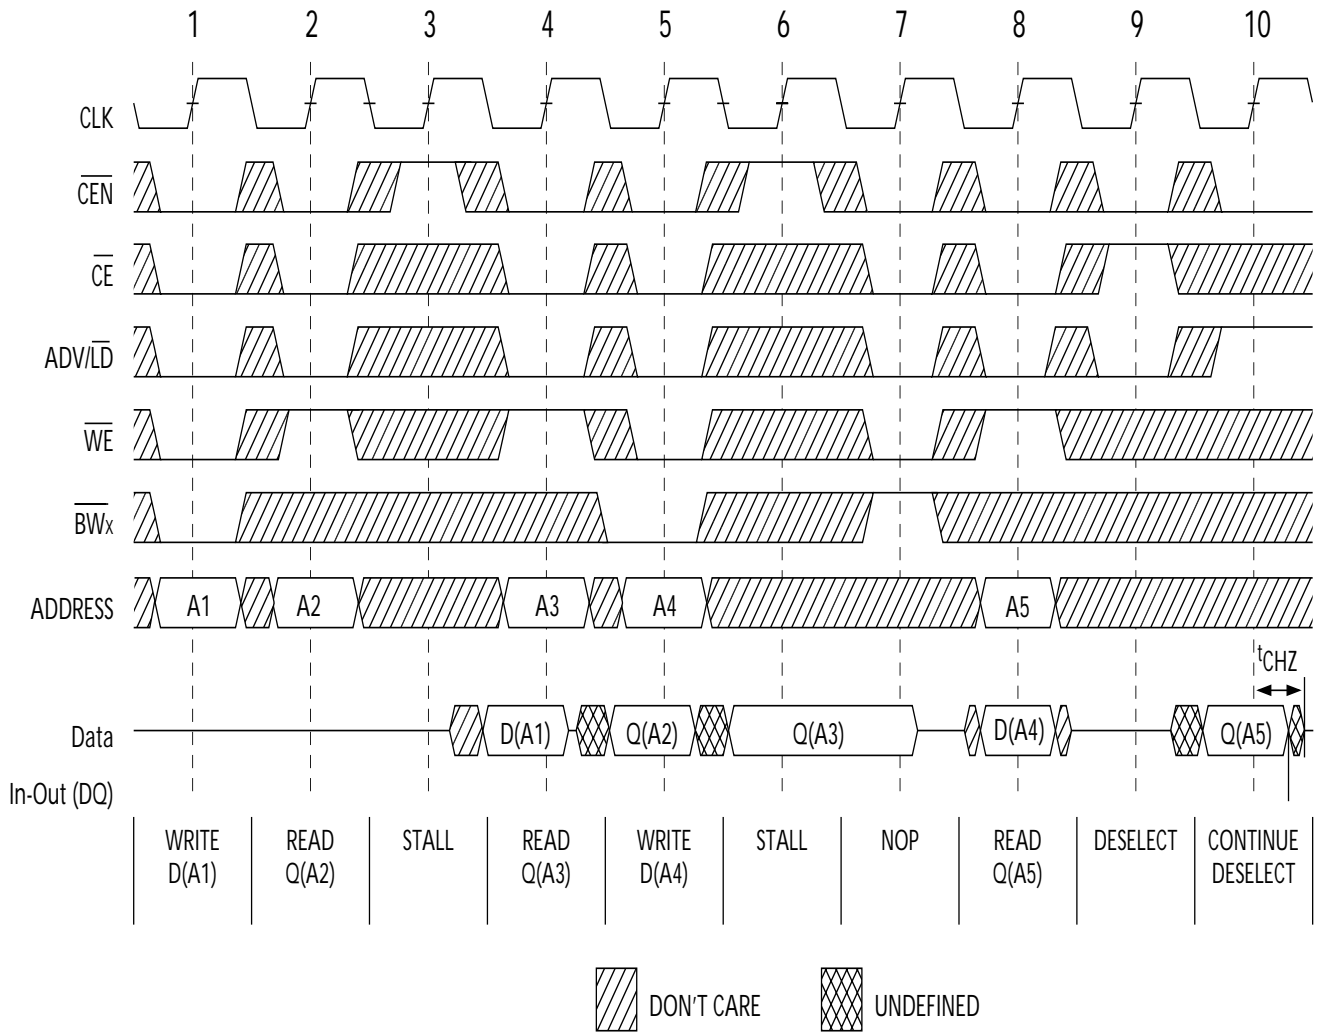 1 2 3 4 5 6 7 8 9 10
CLK
CEN
CE
ADV/LD
WE
BWx
ADDRESS A1 A2 A3 A4 A5
tCHZ
Data D(A1) Q(A2) Q(A3) D(A4) Q(A5)
In-Out (DQ)
WRITE READ STALL READ WRITE STALL NOP READ DESELECT CONTINUE
D(A1) Q(A2) Q(A3) D(A4) Q(A5) DESELECT
DON'T CARE UNDEFINED